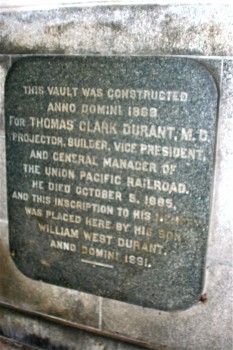 THIS VAULT WAS CONSTRUCTED
ANNO DOMINI
FOR THOMAS CLARK DURANT, M.D.
PROJECTOR, BUILDER, VICE PRESIDENT,
AND GENERAL MANAGER OF
THE UNION PACIFIC RAILROAD.
HE DIED OCTOBER 5, 1885,
AND THIS INSCRIPTION TO HIS
WAS PLACED HERE BY HIS SON
WILLIAM WEST DURANT,
ANNO DOMINI 1891.